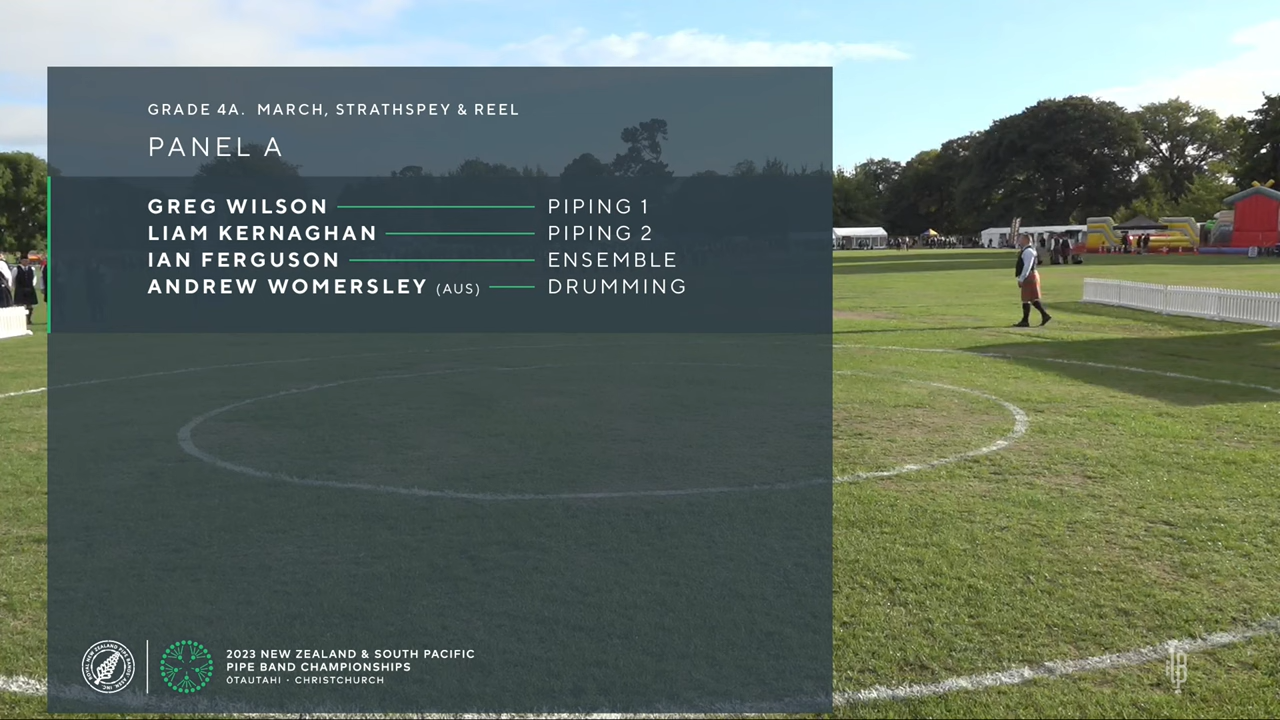 GRADE 4A. MARCH, STRATHSPEY & REEL
PANEL A
GREG WILSON PIPING 1
LIAM KERNAGHAN PIPING 2
IAN FERGUSON ENSEMBLE
ANDREW WOMERSLEY (AUS) DRUMMING
2023 NEW ZEALAND & SOUTH PACIFIC
PIPE BAND CHAMPIONSHIPS
ŌTAUTAHI · CHRISTCHURCH